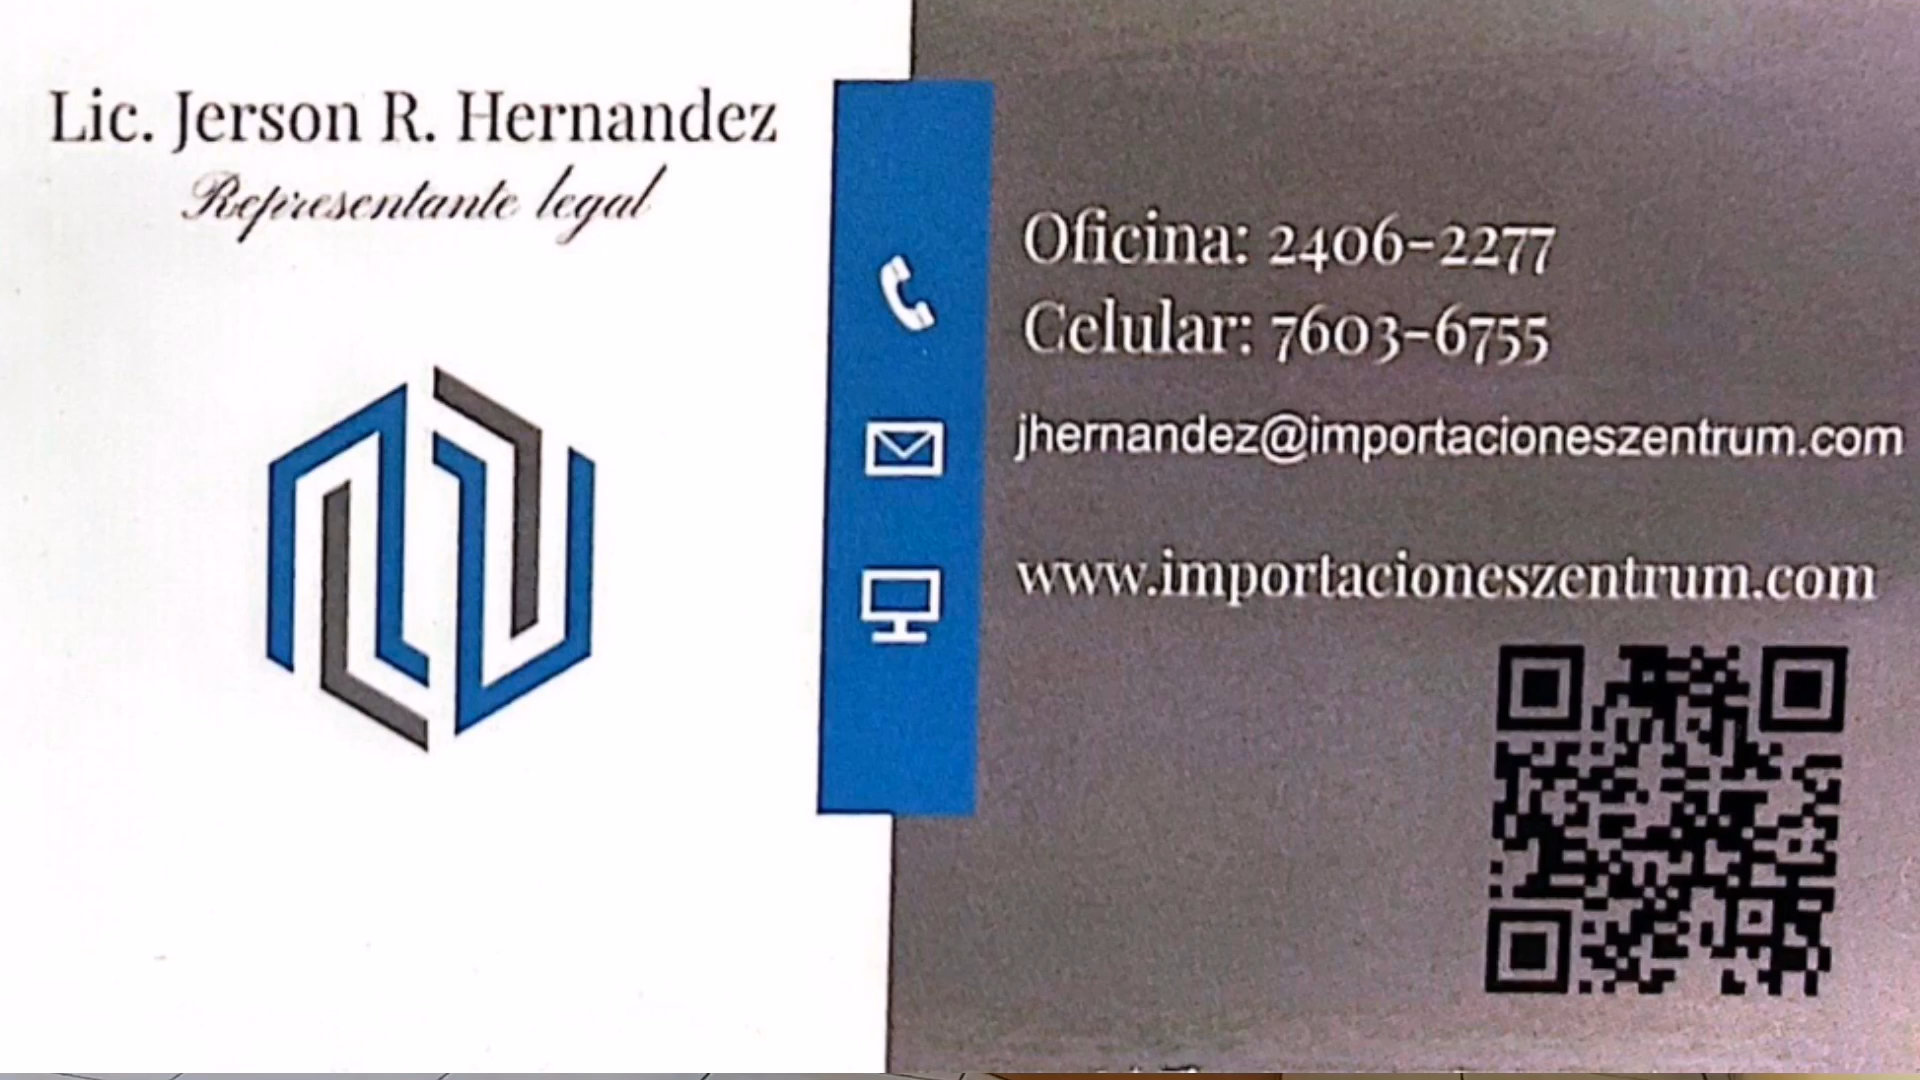 Lic. Jerson R. Hernandez
Representante legal
Oficina: 2406-2277
Celular: 7603-6755
jhernandez@importacioneszentrum.com
www.importacioneszentrum.com